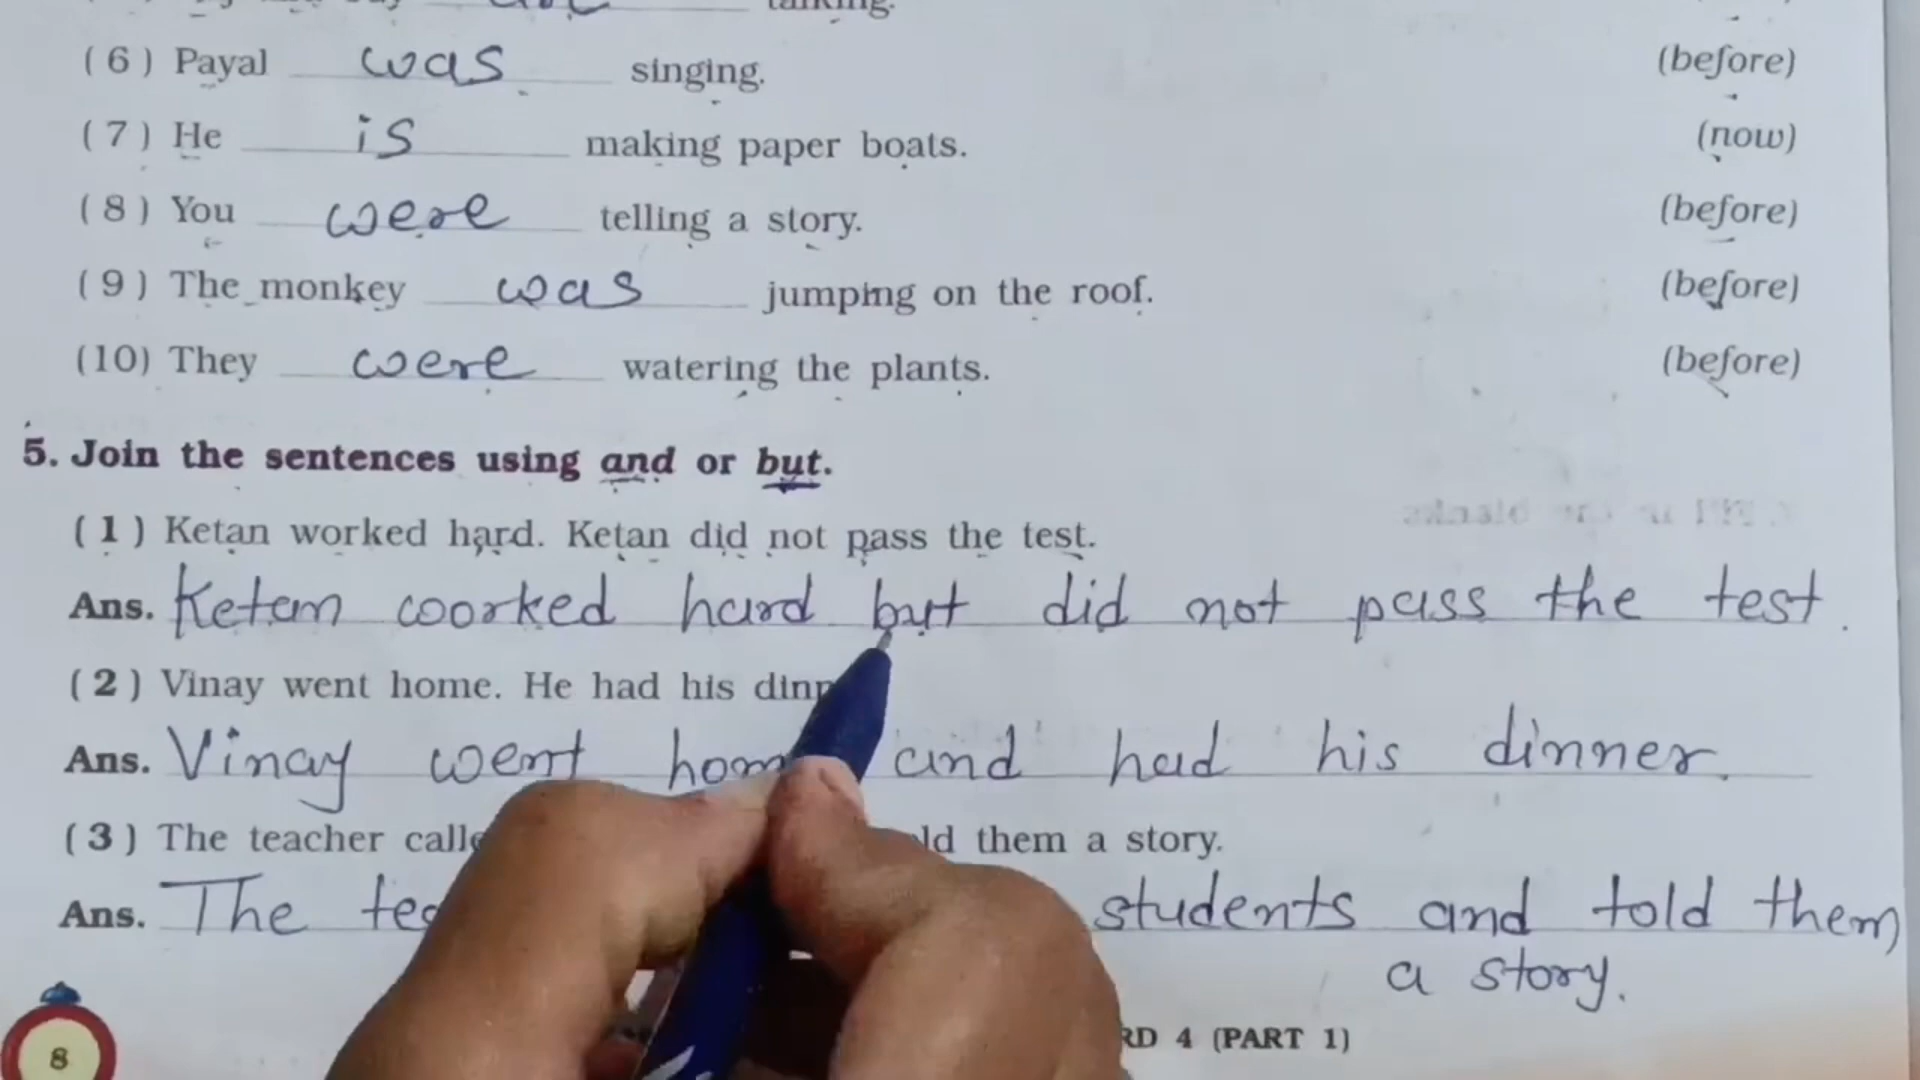 talking.
(6) Payal was singing. (before)
(7) He is making paper boats. (now)
(8) You were telling a story. (before)
(9) The monkey was jumping on the roof. (before)
(10) They were watering the plants. (before)
5. Join the sentences using and or but.
(1) Ketan worked hard. Ketan did not pass the test.
Ans. Ketan worked hard but did not pass the test.
(2) Vinay went home. He had his
Ans. Vinay went and had his dinner.
(3) The teacher them a story.
Ans. The students and told them
a story.
8 4 (PART 1)